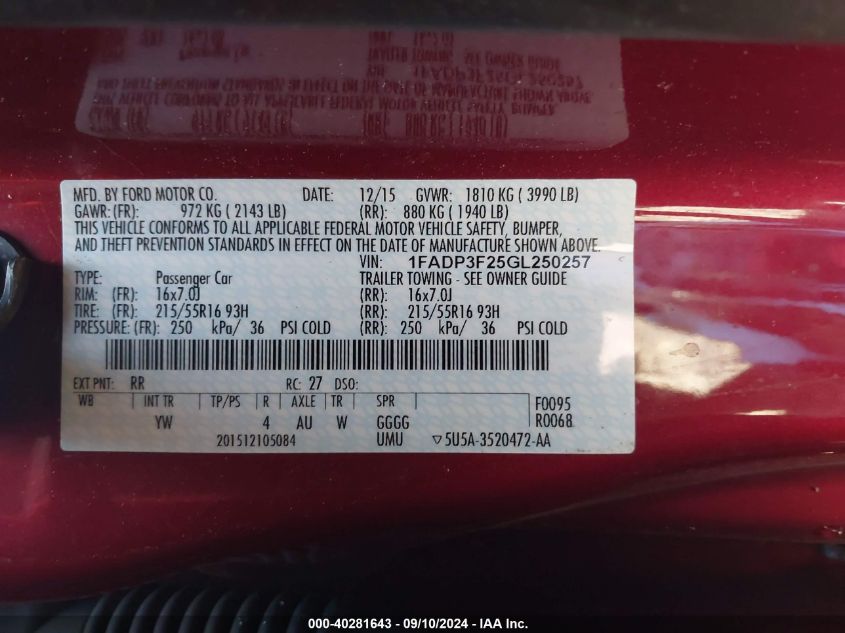 MFD. BY FORD MOTOR CO. DATE: 12/15 GVWR: 1810 KG ( 3990 LB)
GAWR: (FR): 972 KG ( 2143 LB) (RR): 880 KG ( 1940 LB)
THIS VEHICLE CONFORMS TO ALL APPLICABLE FEDERAL MOTOR VEHICLE SAFETY, BUMPER,
AND THEFT PREVENTION STANDARDS IN EFFECT ON THE DATE OF MANUFACTURE SHOWN ABOVE.
VIN: 1FADP3F25GL250257
TYPE: Passenger Car TRAILER TOWING - SEE OWNER GUIDE
RIM: (FR): 16x7.0J (RR): 16x7.0J
TIRE: (FR): 215/55R16 93H (RR): 215/55R16 93H
PRESSURE: (FR): 250 kPa/ 36 PSI COLD (RR): 250 kPa/ 36 PSI COLD
EXT PNT: RR RC: 27 DSO:
WB INT TR TP/PS R AXLE TR SPR F0095
YW 4 AU W GGGG R0068
201512105084 UMU ▽5U5A-3520472-AA
000-40281643 - 09/10/2024 - IAA Inc.